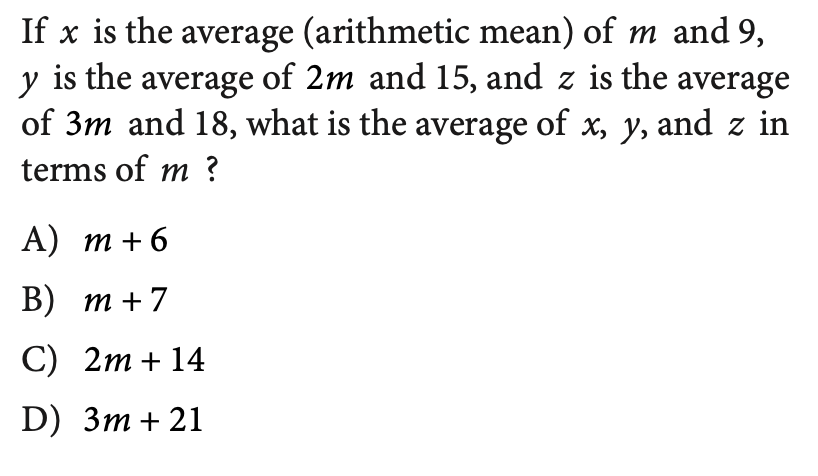 If x is the average (arithmetic mean) of m and 9,
y is the average of 2m and 15, and z is the average
of 3m and 18, what is the average of x, y, and z in
terms of m ?
A) m + 6
B) m + 7
C) 2m + 14
D) 3m + 21